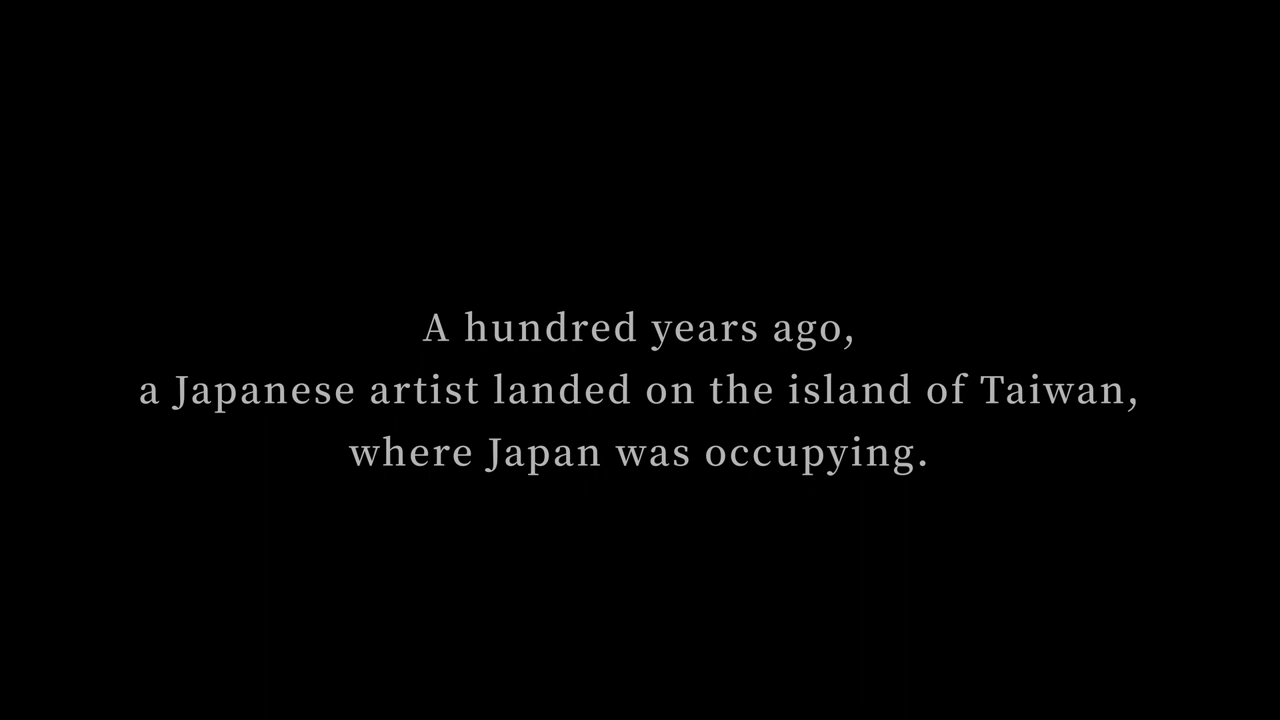 A hundred years ago,
a Japanese artist landed on the island of Taiwan,
where Japan was occupying.